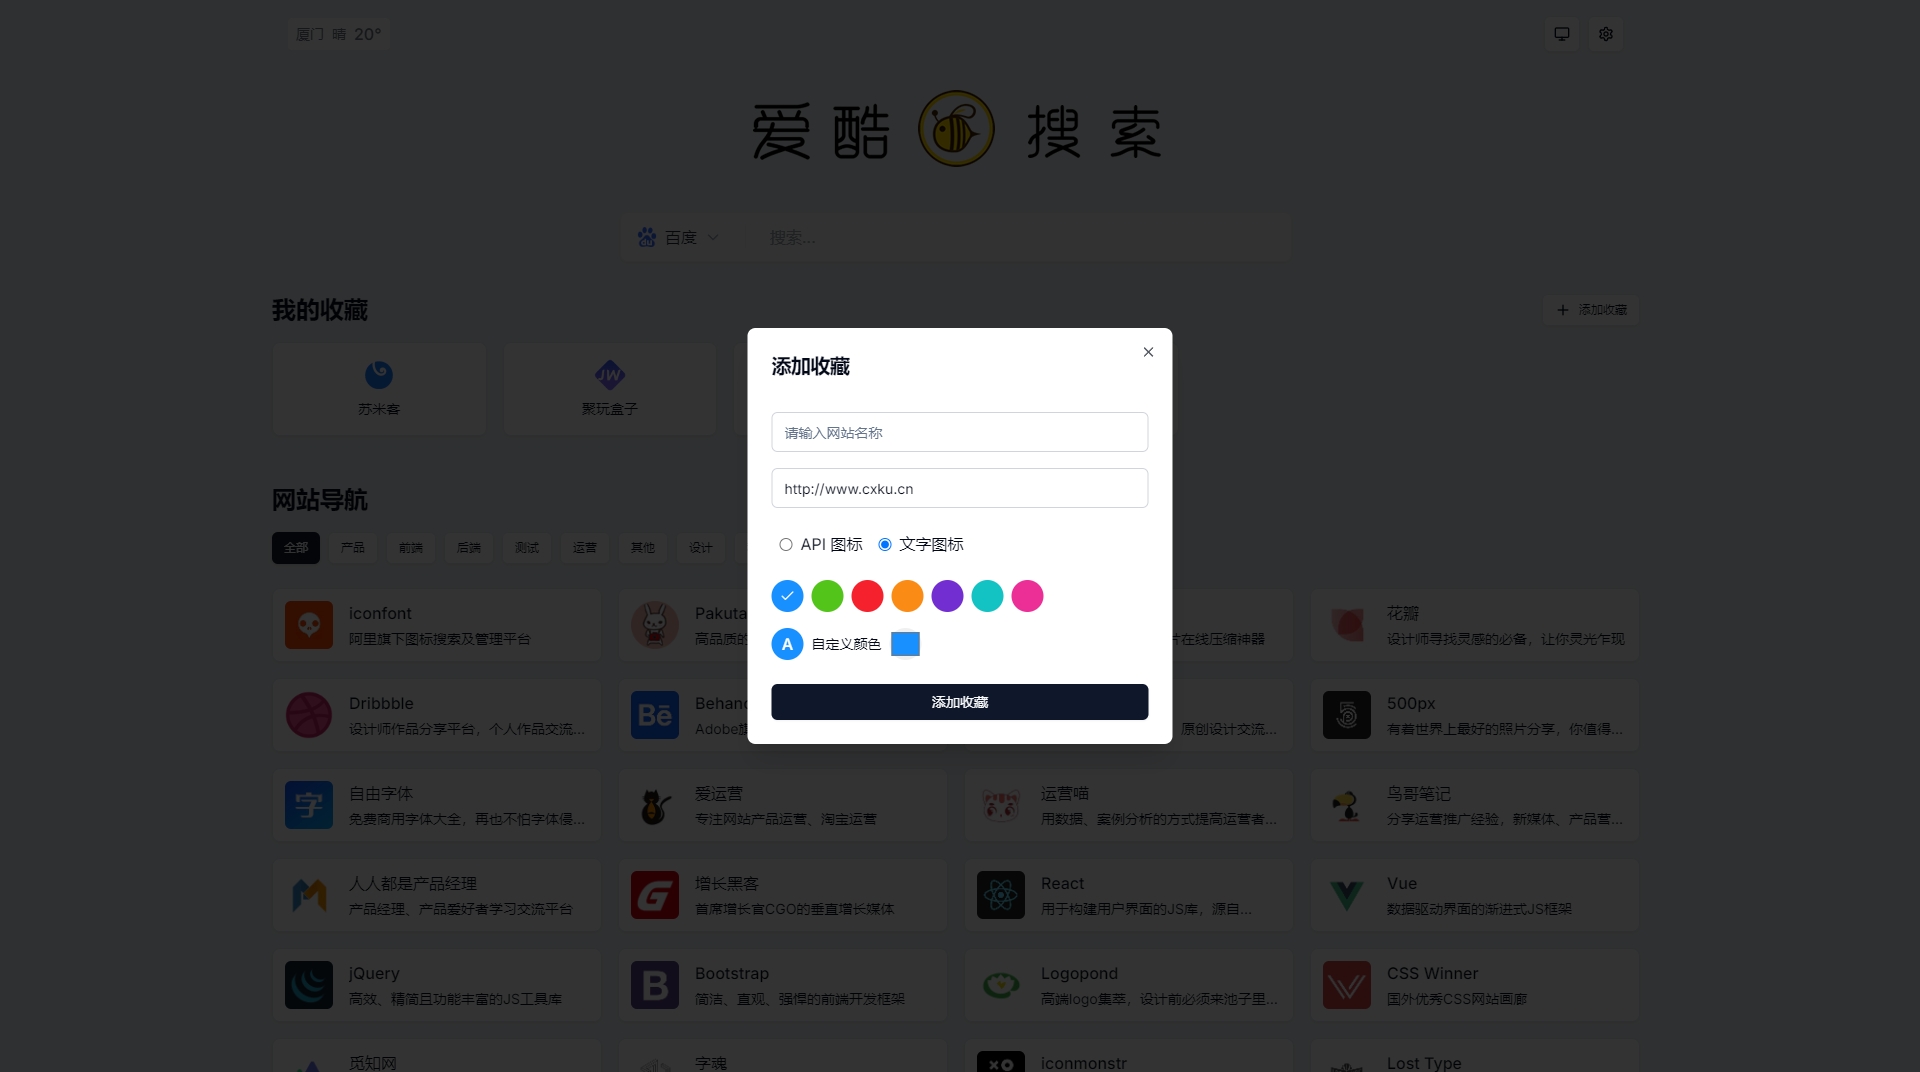 厦门 晴 20°
爱酷 搜索
百度 搜索...
我的收藏
添加收藏
苏米客
聚玩盒子
JW
添加收藏
请输入网站名称
http://www.cxku.cn
API 图标 文字图标
A 自定义颜色
添加收藏
网站导航
全部 产品 前端 后端 测试 运营 其他 设计
iconfont
阿里旗下图标搜索及管理平台
Pakuta
高品质的
片在线压缩神器
花瓣
设计师寻找灵感的必备，让你灵光乍现
Dribbble
设计师作品分享平台，个人作品交流...
Bē
Behan
Adobe旗
原创设计交流...
500px
有着世界上最好的照片分享，你值得...
字
自由字体
免费商用字体大全，再也不怕字体侵...
爱运营
专注网站产品运营、淘宝运营
运营喵
用数据、案例分析的方式提高运营者...
鸟哥笔记
分享运营推广经验，新媒体、产品营...
人人都是产品经理
产品经理、产品爱好者学习交流平台
G
增长黑客
首席增长官CGO的垂直增长媒体
React
用于构建用户界面的JS库，源自...
Vue
数据驱动界面的渐进式JS框架
jQuery
高效、精简且功能丰富的JS工具库
B
Bootstrap
简洁、直观、强悍的前端开发框架
Logopond
高端logo集萃，设计前必须来池子里...
CSS Winner
国外优秀CSS网站画廊
觅知网
字魂
iconmonstr
Lost Type